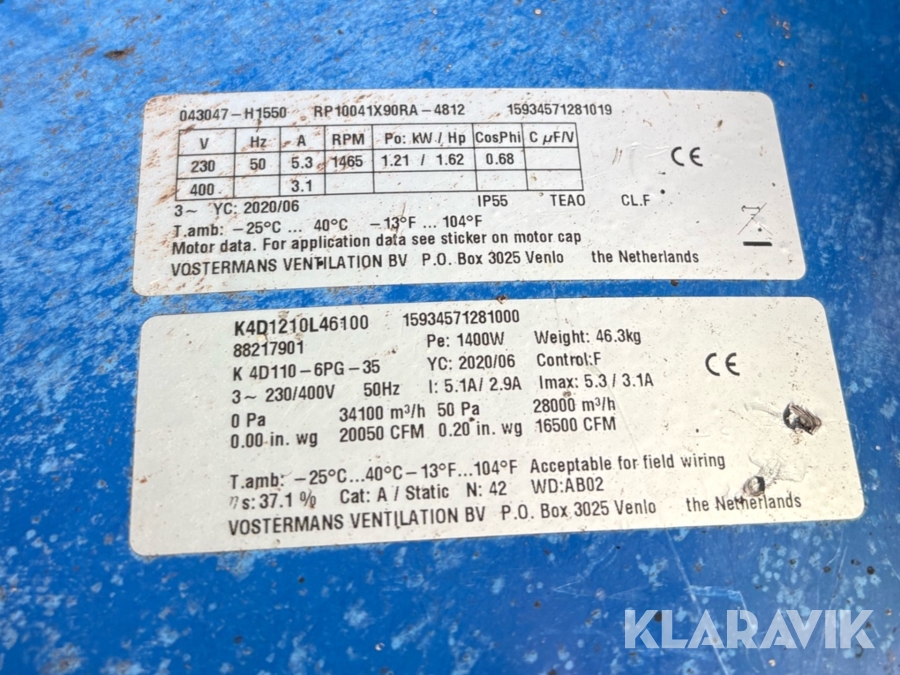 043047-H1550 RP10041X90RA-4812 15934571281019
V Hz A RPM Po: kW / Hp CosPhi C µF/V
230 50 5.3 1465 1.21 / 1.62 0.68
400 3.1
3~ YC: 2020/06 IP55 TEAO CL.F
T.amb: -25°C ... 40°C -13°F ... 104°F
Motor data. For application data see sticker on motor cap
VOSTERMANS VENTILATION BV P.O. Box 3025 Venlo the Netherlands
CE
K4D1210L46100 15934571281000
88217901 Pe: 1400W Weight: 46.3kg
K 4D110-6PG-35 YC: 2020/06 Control:F
3~ 230/400V 50Hz I: 5.1A/ 2.9A Imax: 5.3 / 3.1A
0 Pa 34100 m³/h 50 Pa 28000 m³/h
0.00 in. wg 20050 CFM 0.20 in. wg 16500 CFM
T.amb: -25°C...40°C-13°F...104°F Acceptable for field wiring
ηs: 37.1 % Cat: A / Static N: 42 WD:AB02
VOSTERMANS VENTILATION BV P.O. Box 3025 Venlo the Netherlands
CE
KLARAVIK